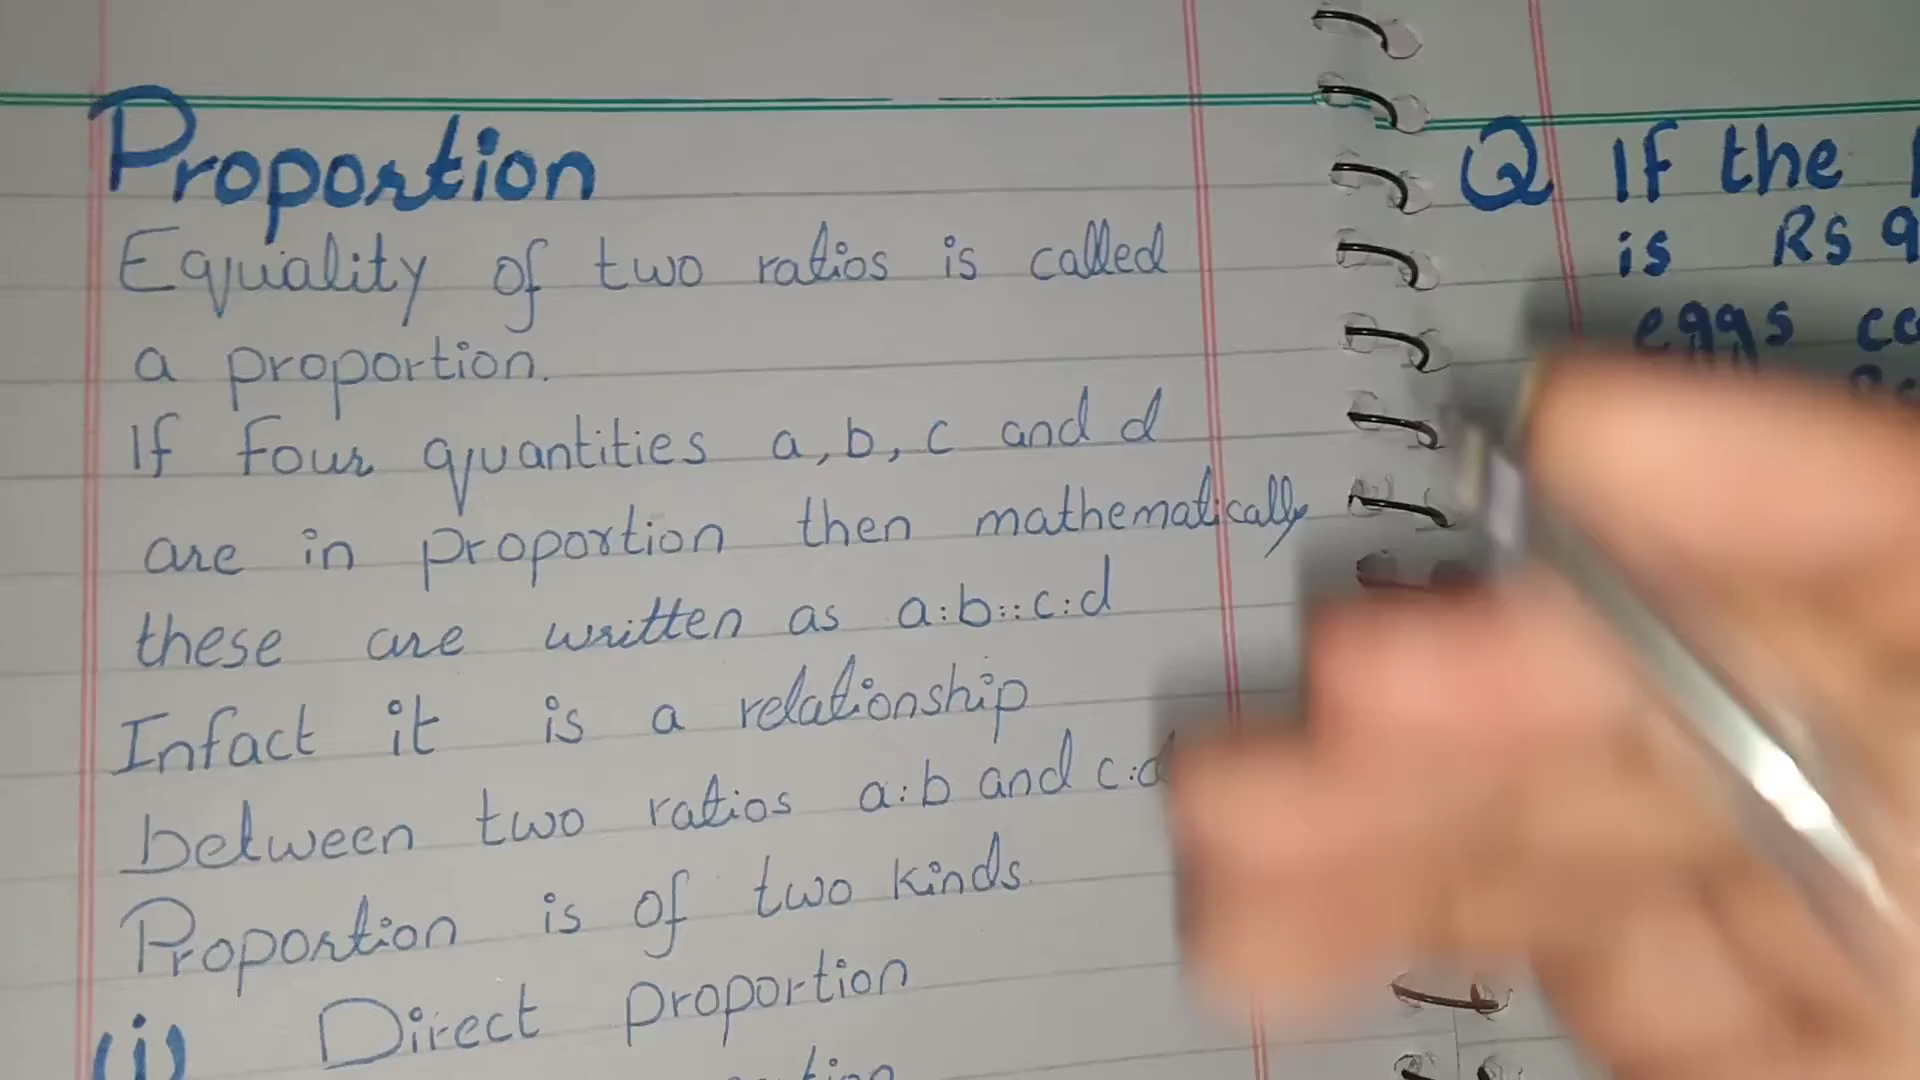 Proportion
Equality of two ratios is called
a proportion.
If four quantities a, b, c and d
are in proportion then mathematically
these are written as a:b::c:d
Infact it is a relationship
between two ratios a:b and c:d
Proportion is of two kinds.
(i) Direct proportion
Q If the
is Rs
eggs